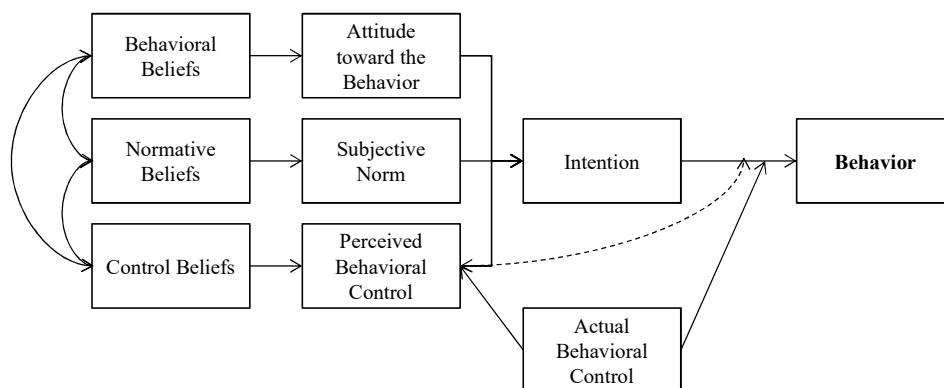 Behavioral
Beliefs
Attitude
toward the
Behavior
Normative
Beliefs
Subjective
Norm
Intention
Behavior
Control Beliefs
Perceived
Behavioral
Control
Actual
Behavioral
Control